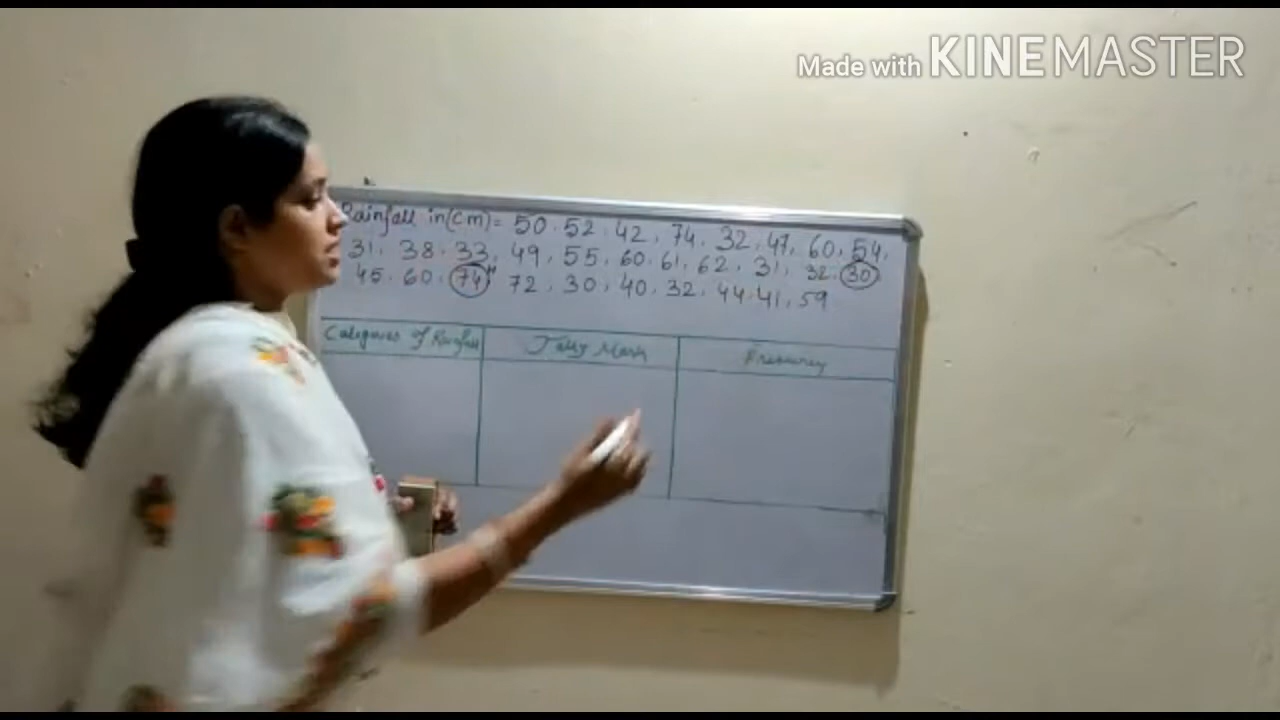 Made with KINEMASTER
Rainfall in (Cm) = 50, 52, 42, 74, 32, 47, 60, 54,
31, 38, 33, 49, 55, 60, 61, 62, 31, 32, 30
45, 60, 74" 72, 30, 40, 32, 44, 41, 59
Categories of Rainfall
Tally Mark
Frequency